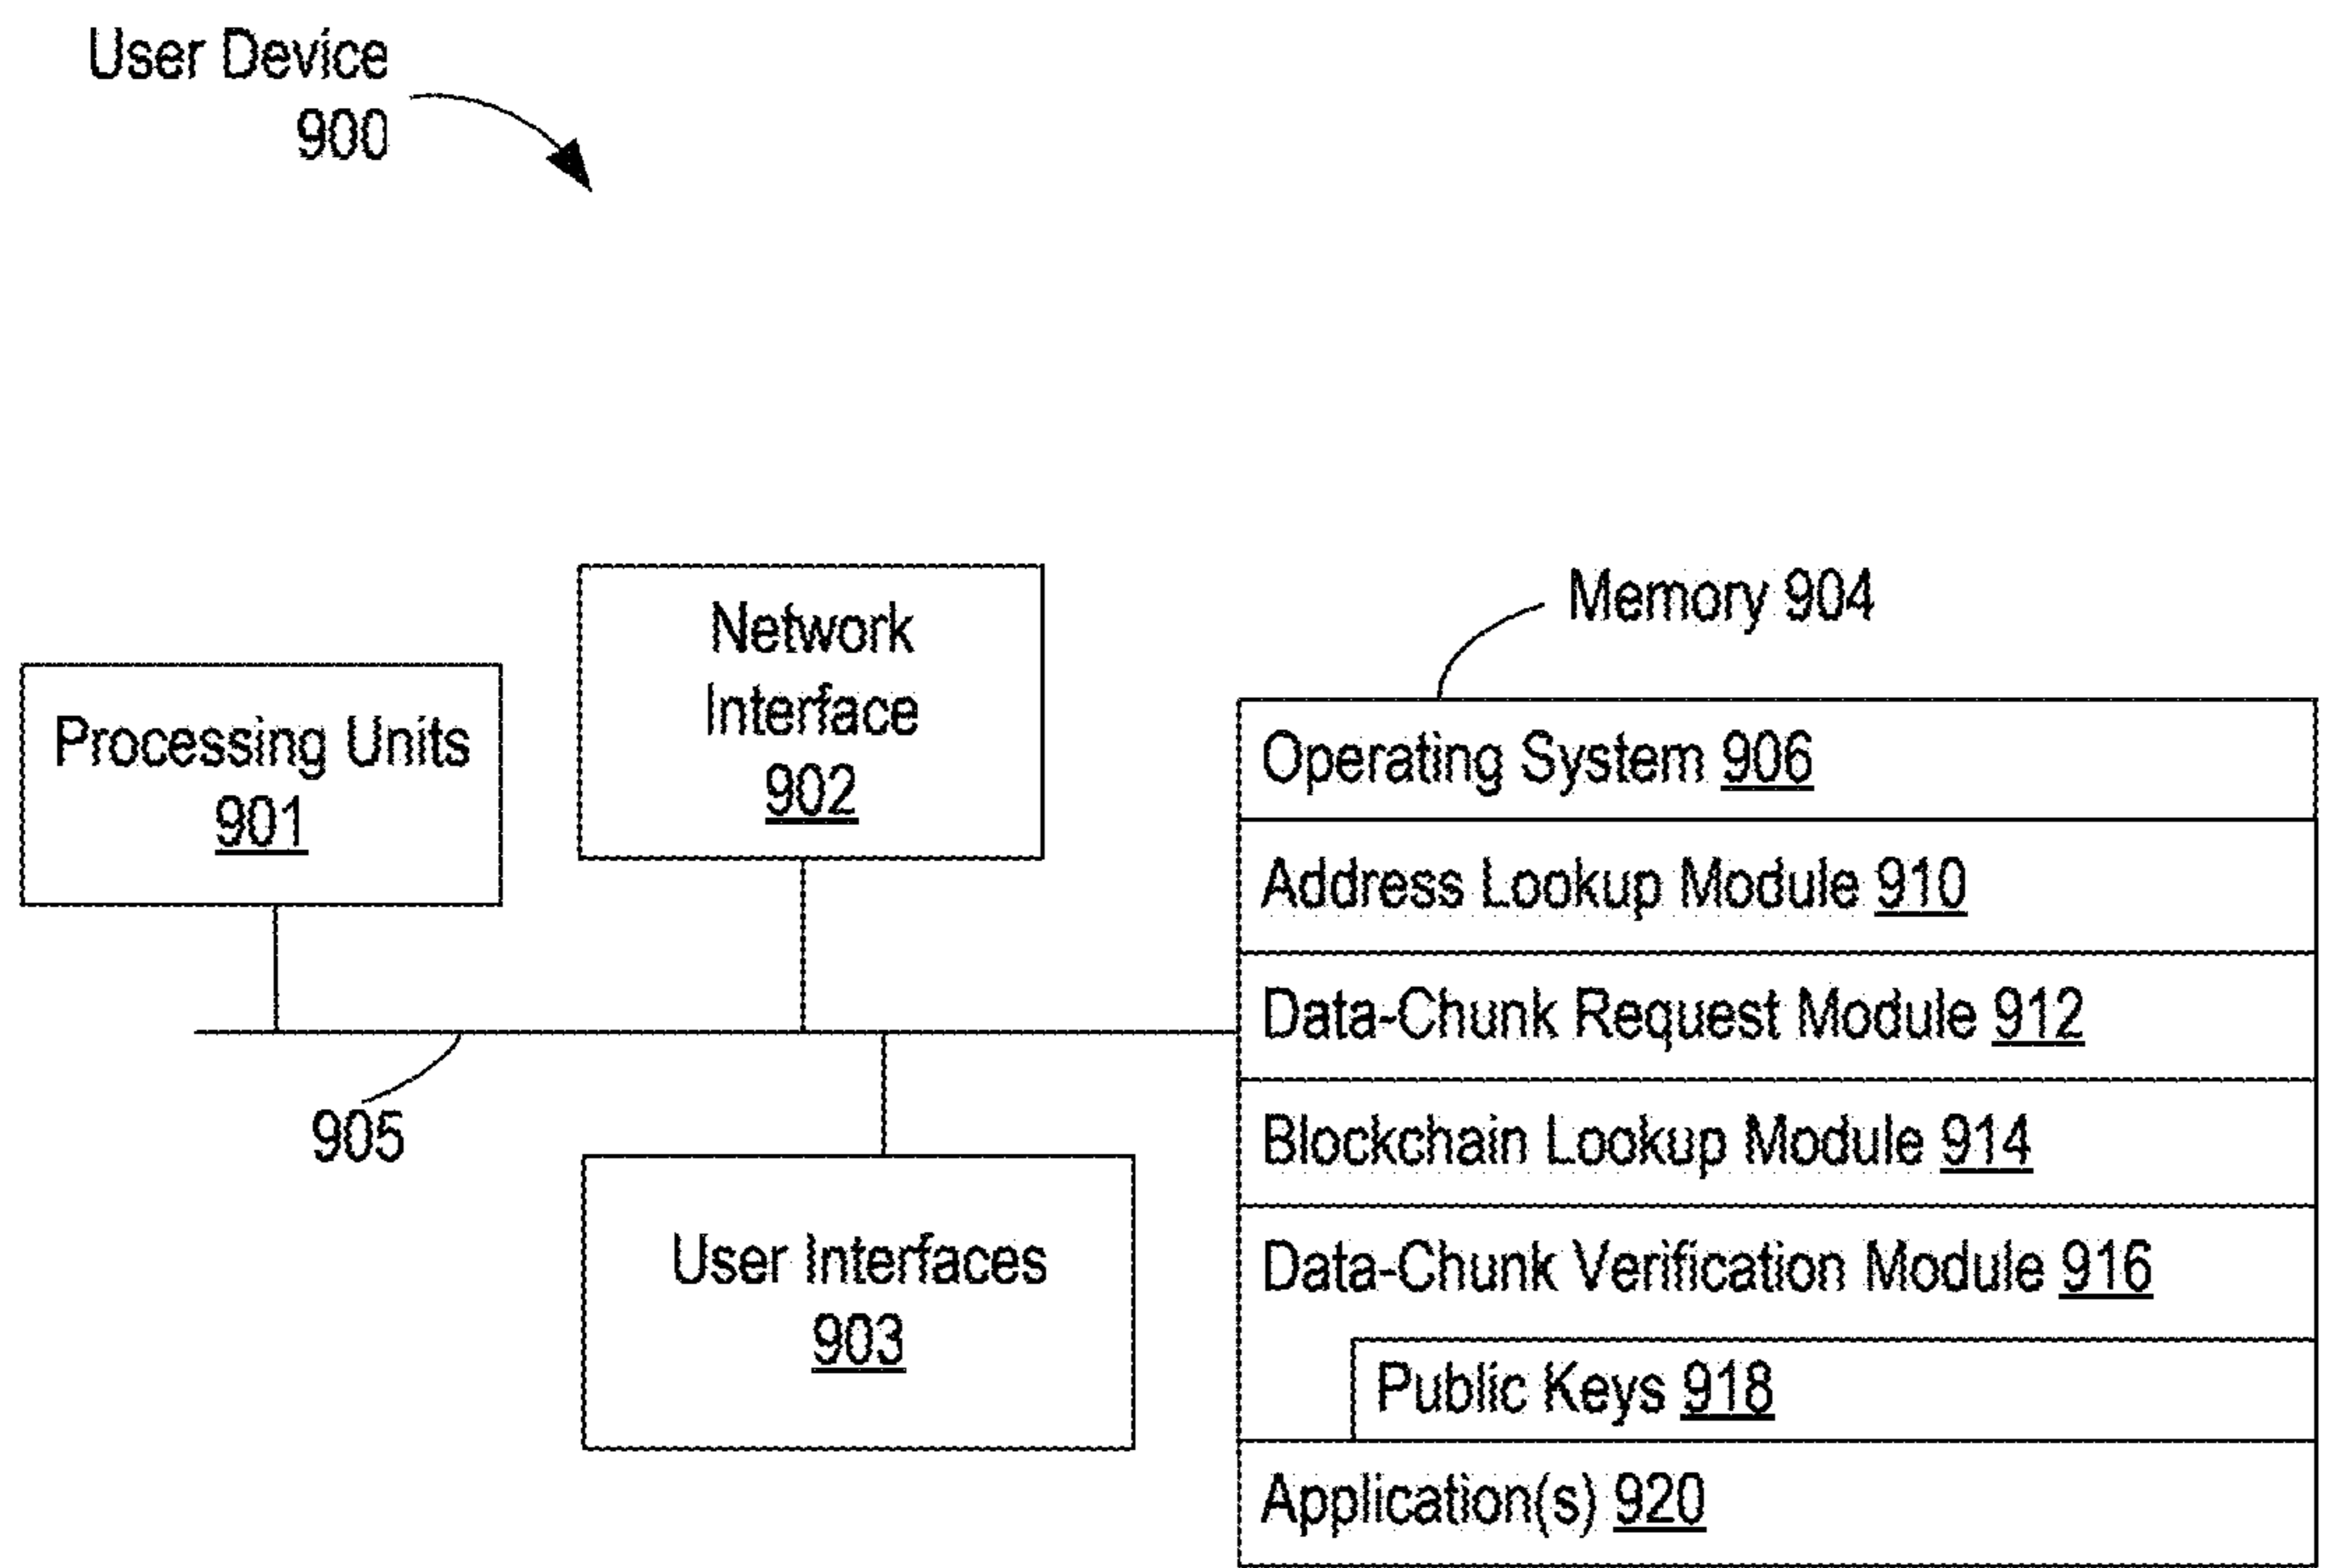 User Device
900
Network
Interface
902
Memory 904
Processing Units
901
Operating System 906
Address Lookup Module 910
Data-Chunk Request Module 912
905
Blockchain Lookup Module 914
User Interfaces
903
Data-Chunk Verification Module 916
Public Keys 918
Application(s) 920